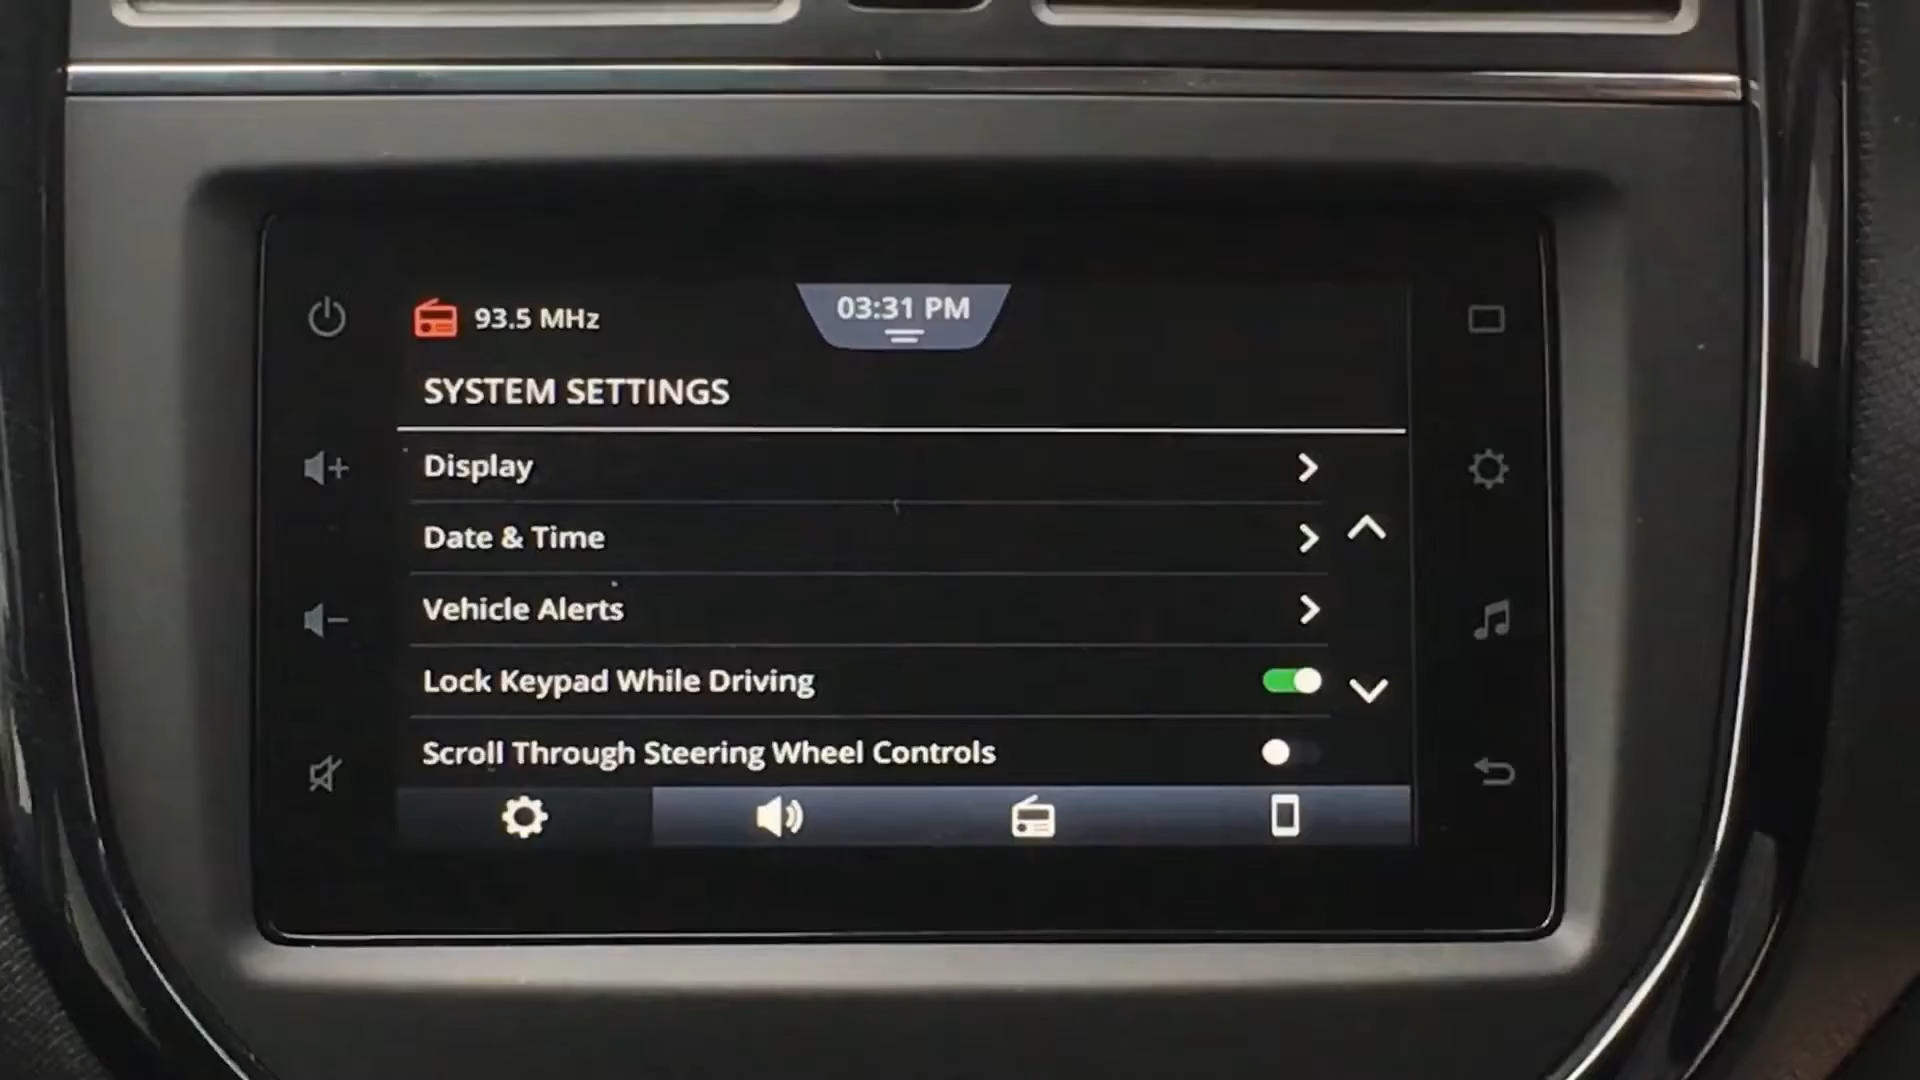 93.5 MHz
03:31 PM
SYSTEM SETTINGS
Display
Date & Time
Vehicle Alerts
Lock Keypad While Driving
Scroll Through Steering Wheel Controls